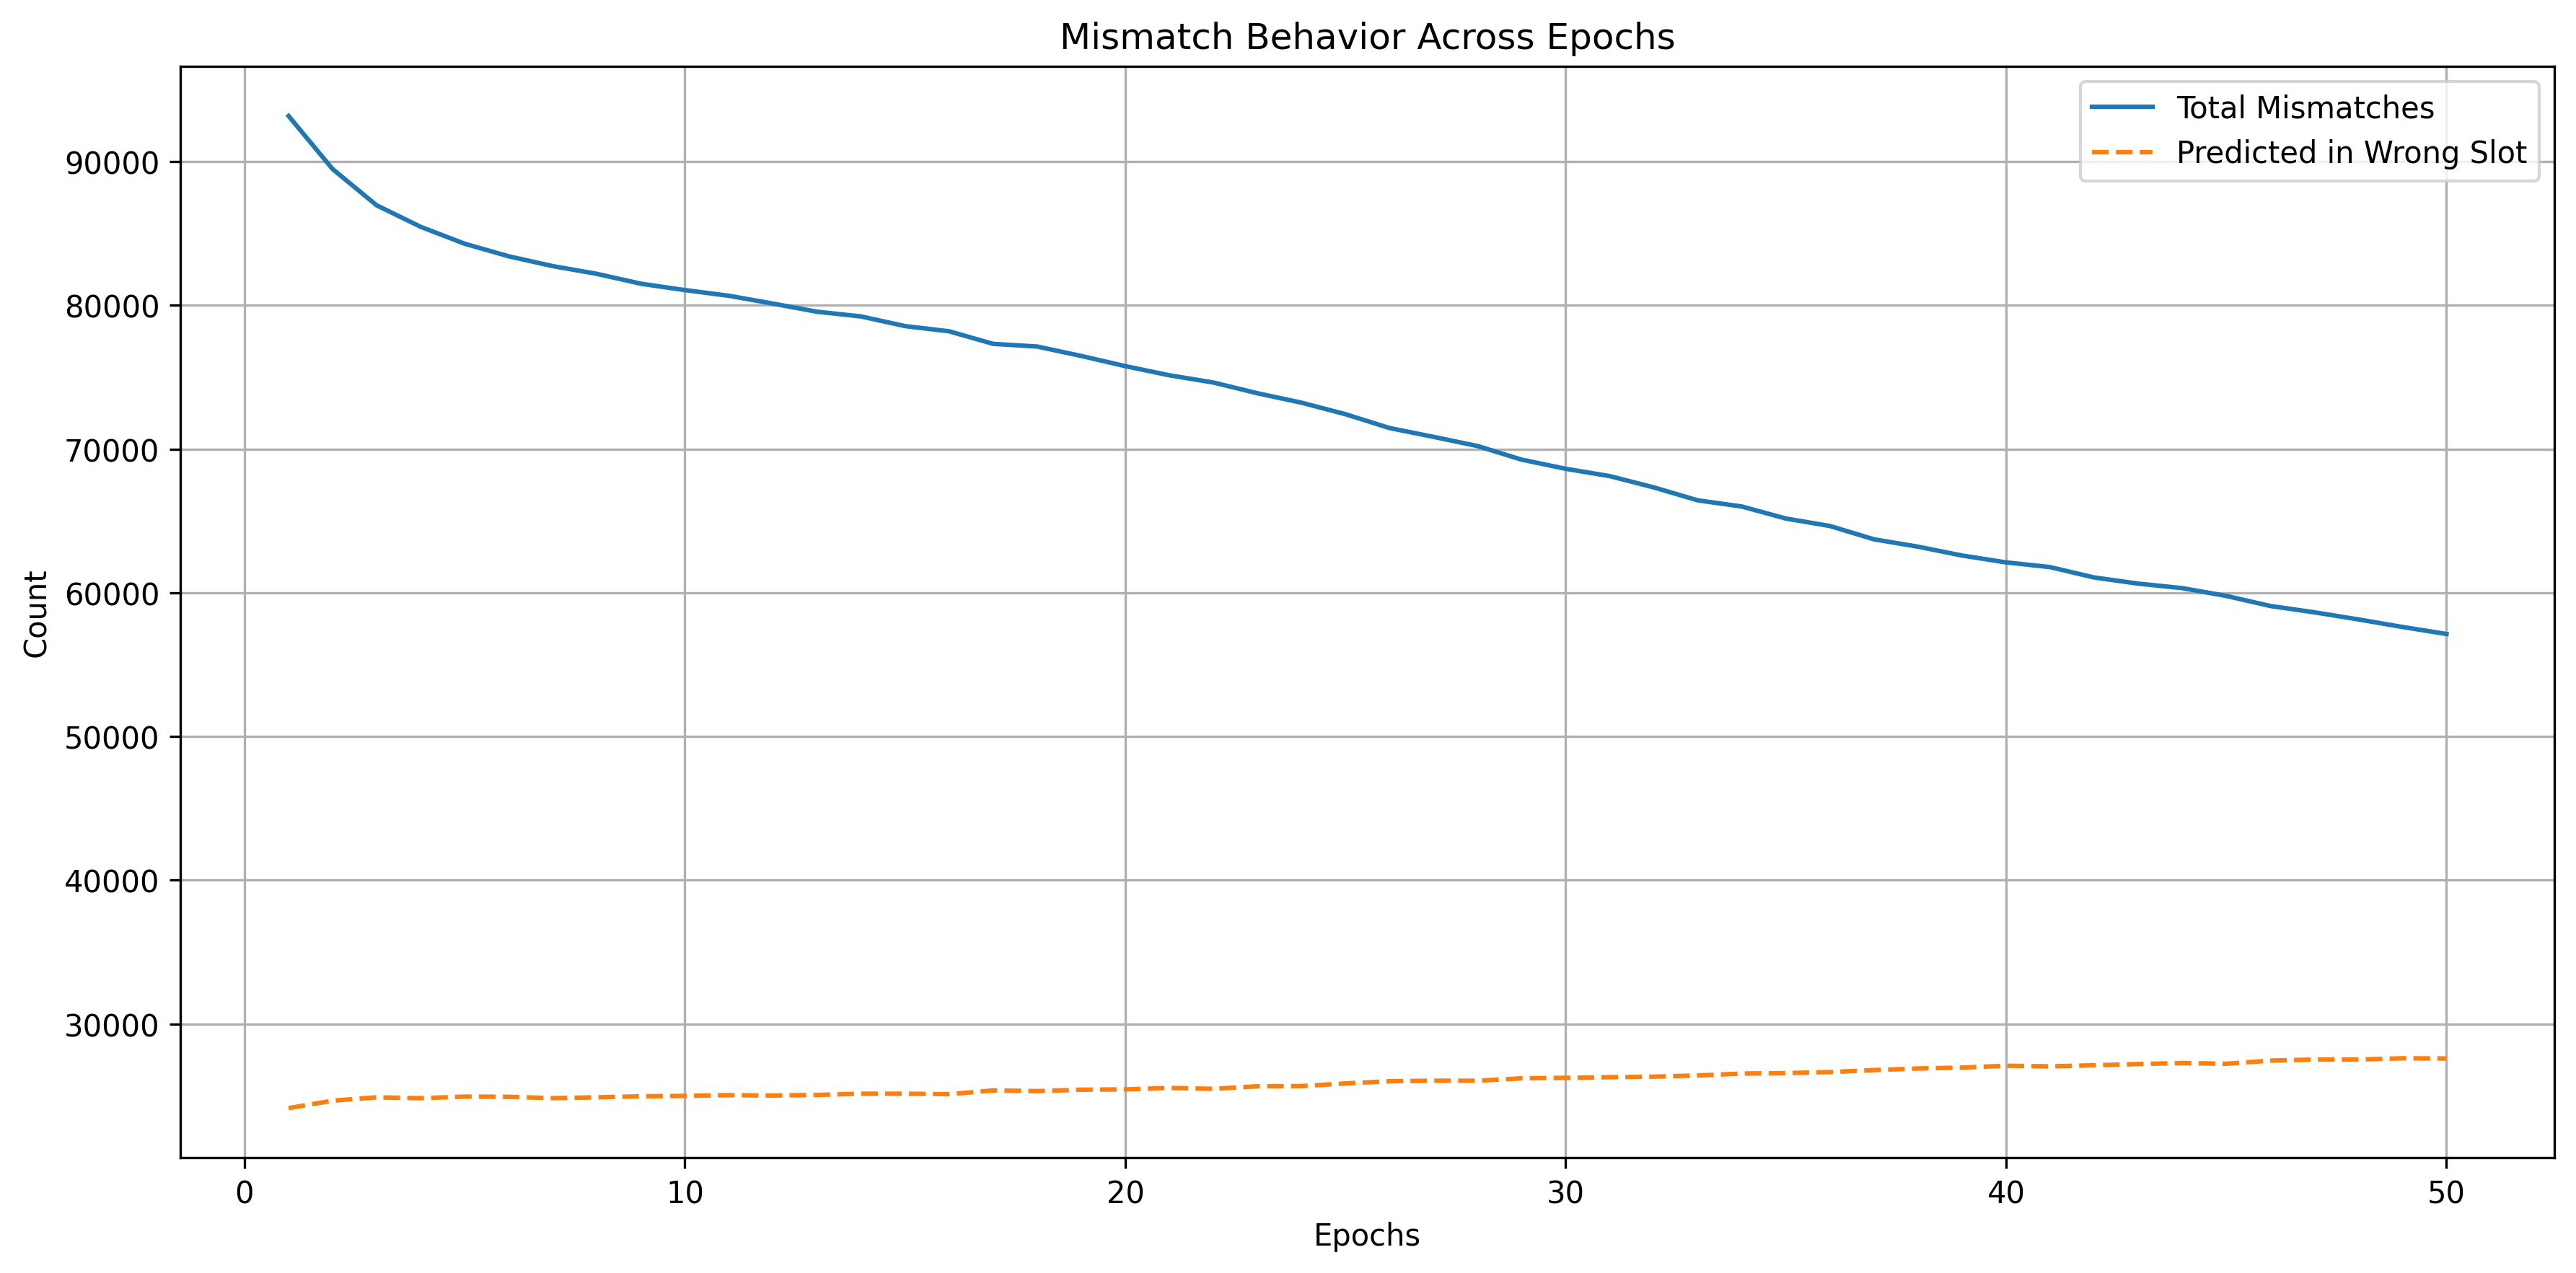 Mismatch Behavior Across Epochs
Total Mismatches
Predicted in Wrong Slot
90000
80000
70000
60000
50000
40000
30000
Count
0 10 20 30 40 50
Epochs